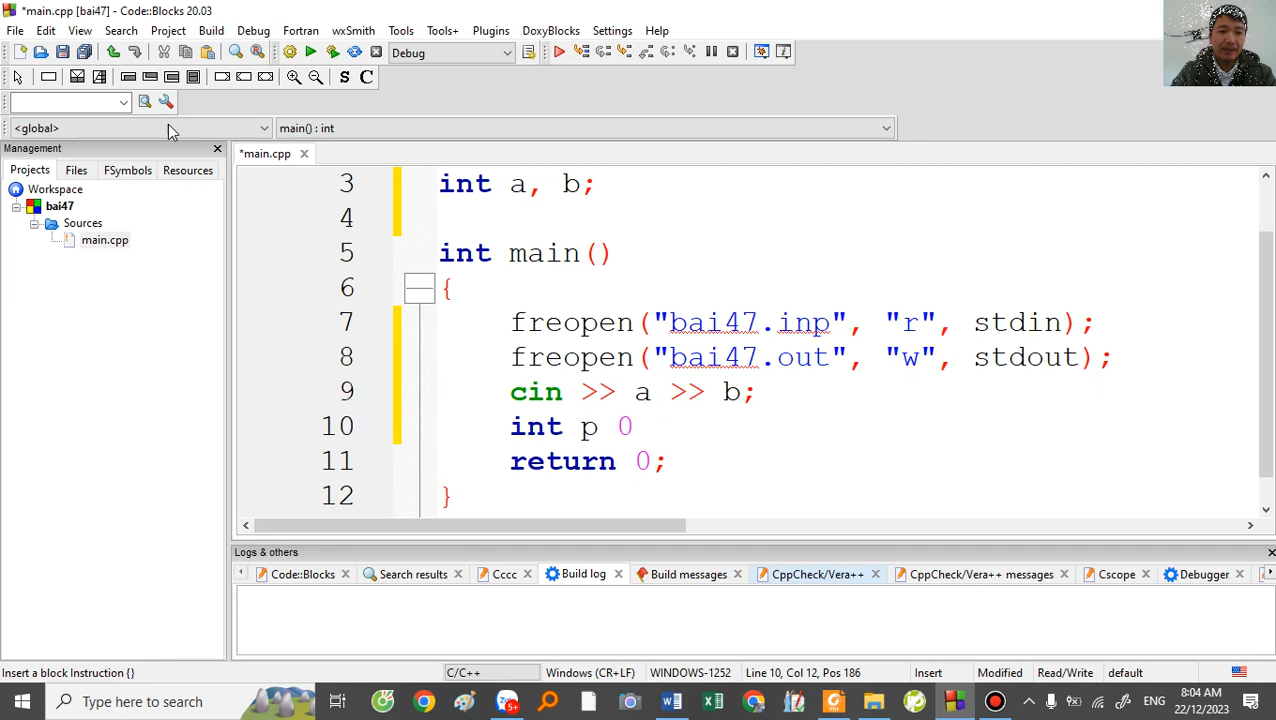 *main.cpp [bai47] - Code::Blocks 20.03
File Edit View Search Project Build Debug Fortran wxSmith Tools Tools+ Plugins DoxyBlocks Settings Help
Debug
S C
<global> main() : int
Management
Projects Files FSymbols Resources
*main.cpp
Workspace
bai47
Sources
main.cpp
3 int a, b;
4
5 int main()
6 {
7 freopen("bai47.inp", "r", stdin);
8 freopen("bai47.out", "w", stdout);
9 cin >> a >> b;
10 int p 0
11 return 0;
12 }
Logs & others
Code::Blocks Search results Cccc Build log Build messages CppCheck/Vera++ CppCheck/Vera++ messages Cscope Debugger
Insert a block Instruction {} C/C++ Windows (CR+LF) WINDOWS-1252 Line 10, Col 12, Pos 186 Insert Modified Read/Write default
Type here to search
5+
ENG
8:04 AM
22/12/2023